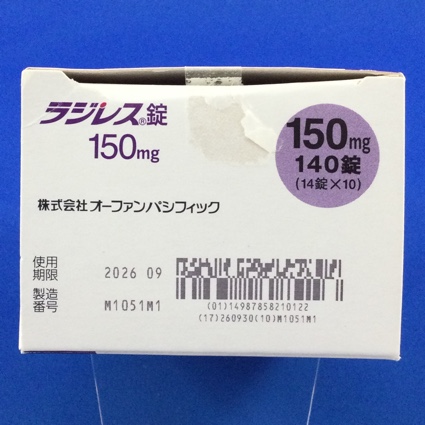 ラジレス®錠
150mg
150mg
140錠
(14錠×10)
株式会社オーファンパシフィック
使用期限 2026 09
製造番号 M1051M1
(01)14987858210122
(17)260930(10)M1051M1